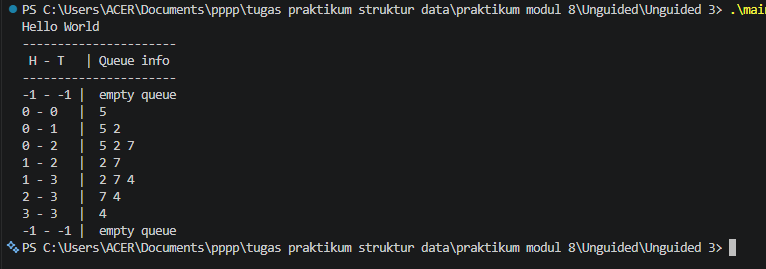 PS C:\Users\ACER\Documents\pppp\tugas praktikum struktur data\praktikum modul 8\Unguided\Unguided 3> .\mai
Hello World
----------------------
H - T | Queue info
----------------------
-1 - -1 | empty queue
0 - 0 | 5
0 - 1 | 5 2
0 - 2 | 5 2 7
1 - 2 | 2 7
1 - 3 | 2 7 4
2 - 3 | 7 4
3 - 3 | 4
-1 - -1 | empty queue
PS C:\Users\ACER\Documents\pppp\tugas praktikum struktur data\praktikum modul 8\Unguided\Unguided 3>